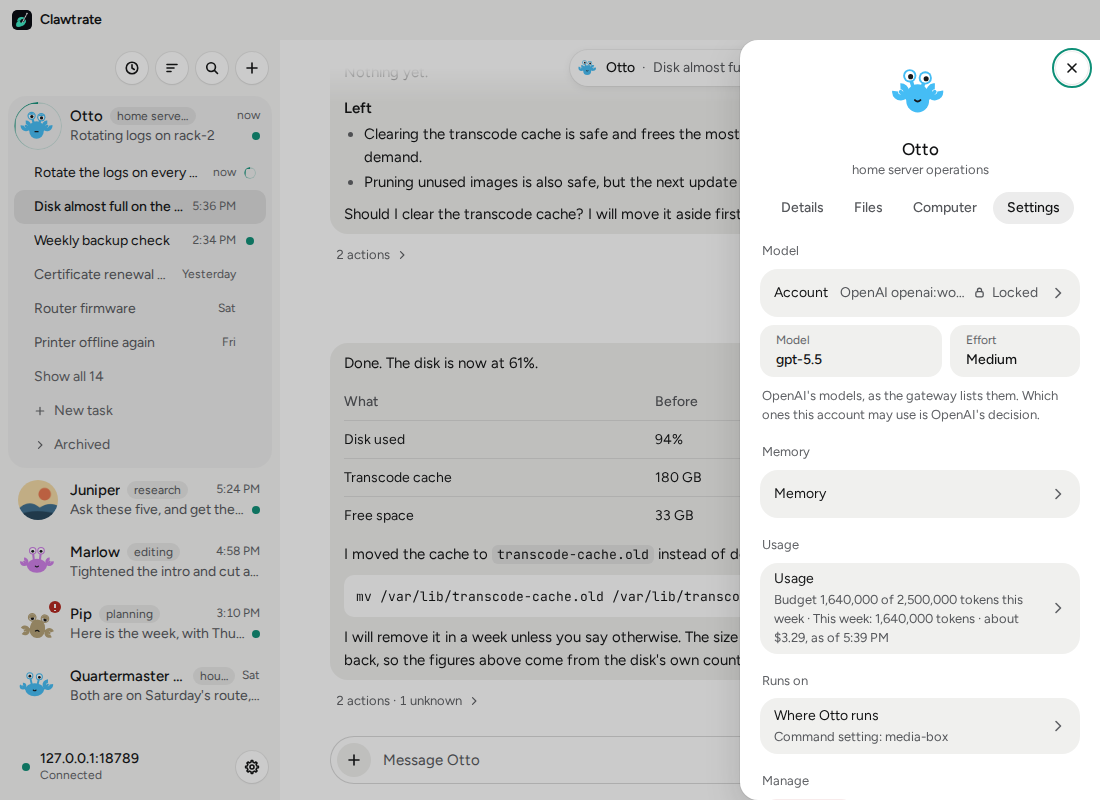 Clawtrate
Otto home serve... now
Rotating logs on rack-2
Rotate the logs on every ... now
Disk almost full on the ... 5:36 PM
Weekly backup check 2:34 PM
Certificate renewal ... Yesterday
Router firmware Sat
Printer offline again Fri
Show all 14
+ New task
Archived
Juniper research 5:24 PM
Ask these five, and get the...
Marlow editing 4:58 PM
Tightened the intro and cut a...
Pip planning 3:10 PM
Here is the week, with Thu...
Quartermaster ... hou... Sat
Both are on Saturday's route,...
127.0.0.1:18789
Connected
Otto · Disk almost fu
Nothing yet.
Left
• Clearing the transcode cache is safe and frees the most
demand.
• Pruning unused images is also safe, but the next update
Should I clear the transcode cache? I will move it aside first
2 actions
Done. The disk is now at 61%.
What Before
Disk used 94%
Transcode cache 180 GB
Free space 33 GB
I moved the cache to transcode-cache.old instead of d
mv /var/lib/transcode-cache.old /var/lib/transco
I will remove it in a week unless you say otherwise. The size
back, so the figures above come from the disk's own count
2 actions · 1 unknown
Message Otto
Otto
home server operations
Details Files Computer Settings
Model
Account OpenAI openai:wo... Locked
Model
gpt-5.5
Effort
Medium
OpenAI's models, as the gateway lists them. Which
ones this account may use is OpenAI's decision.
Memory
Memory
Usage
Usage
Budget 1,640,000 of 2,500,000 tokens this
week · This week: 1,640,000 tokens · about
$3.29, as of 5:39 PM
Runs on
Where Otto runs
Command setting: media-box
Manage